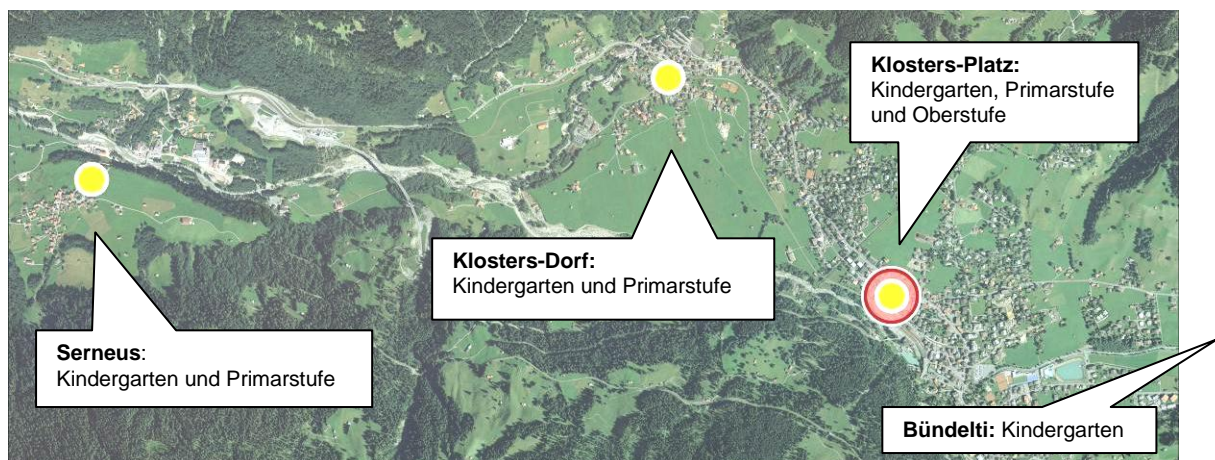 Klosters-Platz:
Kindergarten, Primarstufe
und Oberstufe
Klosters-Dorf:
Kindergarten und Primarstufe
Serneus:
Kindergarten und Primarstufe
Bündelti: Kindergarten